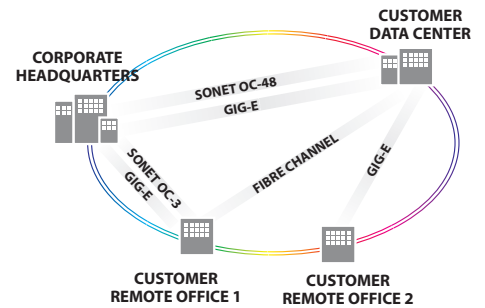 CUSTOMER
DATA CENTER
CORPORATE
HEADQUARTERS
SONET OC-48
GIG-E
SONET OC-3
GIG-E
FIBRE CHANNEL
GIG-E
CUSTOMER
REMOTE OFFICE 1
CUSTOMER
REMOTE OFFICE 2